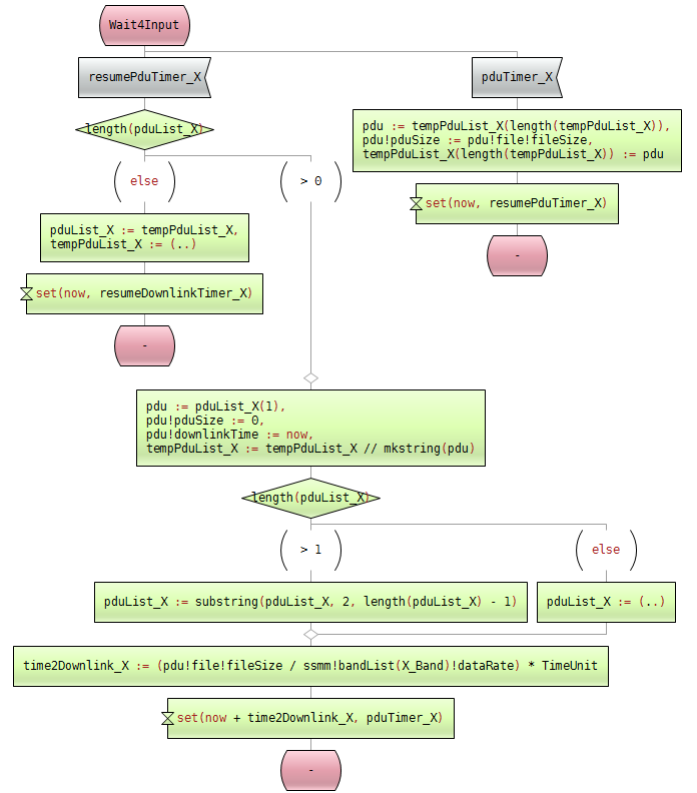 Wait4Input
resumePduTimer_X
pduTimer_X
length(pduList_X)
pdu := tempPduList_X(length(tempPduList_X)),
pdu!pduSize := pdu!file!fileSize,
tempPduList_X(length(tempPduList_X)) := pdu
else
> 0
set(now, resumePduTimer_X)
pduList_X := tempPduList_X,
tempPduList_X := (..)
-
set(now, resumeDownlinkTimer_X)
-
pdu := pduList_X(1),
pdu!pduSize := 0,
pdu!downlinkTime := now,
tempPduList_X := tempPduList_X // mkstring(pdu)
length(pduList_X)
> 1
else
pduList_X := substring(pduList_X, 2, length(pduList_X) - 1)
pduList_X := (..)
time2Downlink_X := (pdu!file!fileSize / ssmm!bandList(X_Band)!dataRate) * TimeUnit
set(now + time2Downlink_X, pduTimer_X)
-